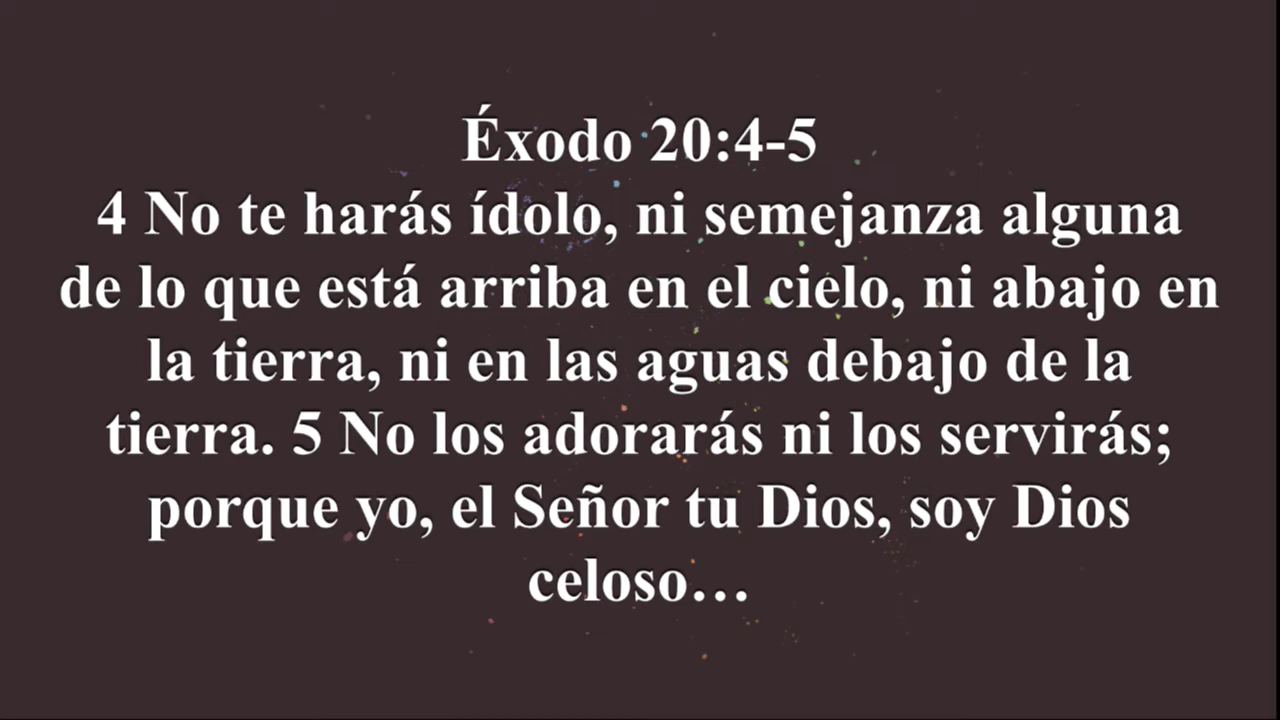 Éxodo 20:4-5
4 No te harás ídolo, ni semejanza alguna
de lo que está arriba en el cielo, ni abajo en
la tierra, ni en las aguas debajo de la
tierra. 5 No los adorarás ni los servirás;
porque yo, el Señor tu Dios, soy Dios
celoso…